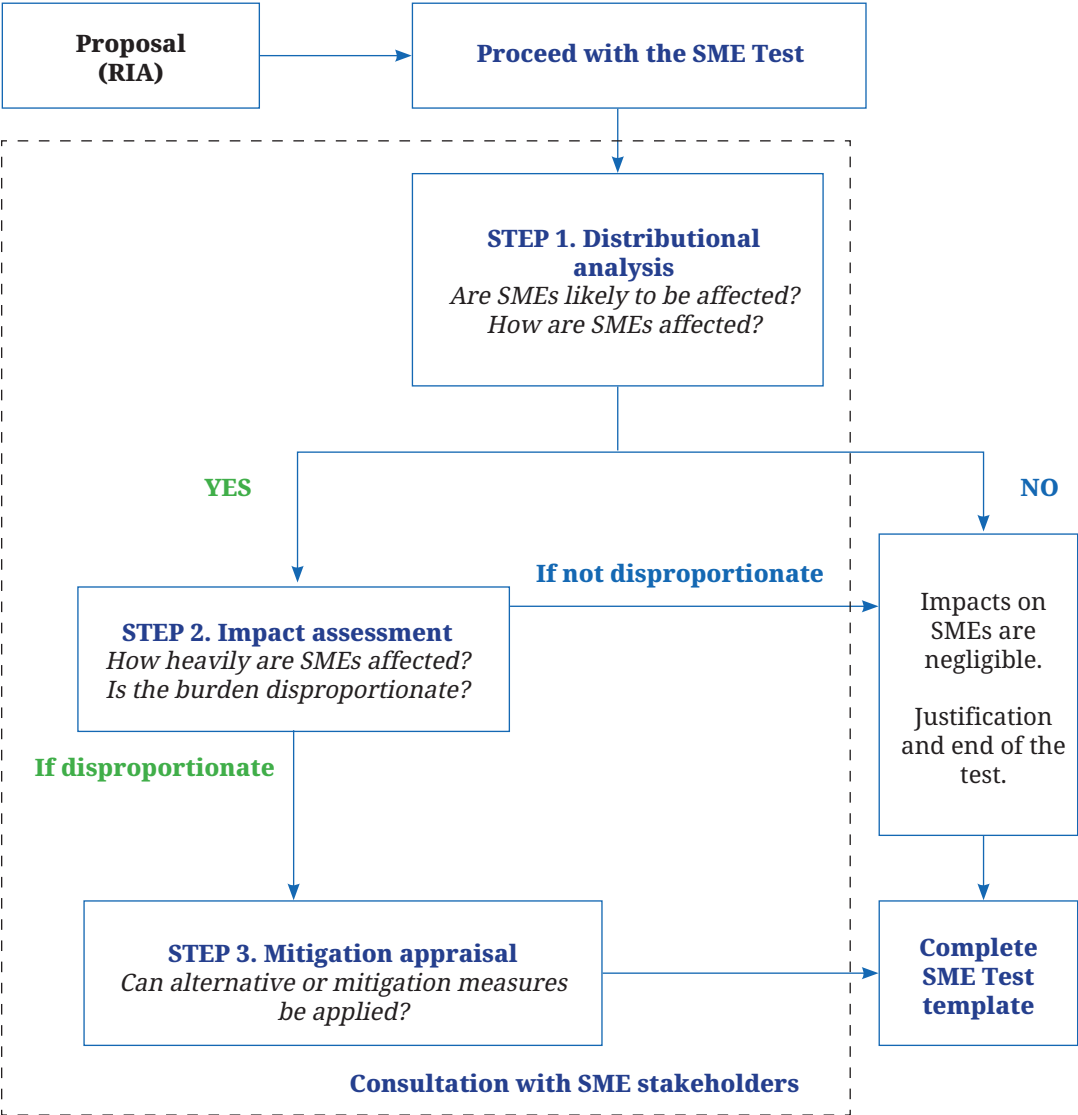 Proposal
(RIA)
Proceed with the SME Test
STEP 1. Distributional
analysis
Are SMEs likely to be affected?
How are SMEs affected?
YES
NO
If not disproportionate
STEP 2. Impact assessment
How heavily are SMEs affected?
Is the burden disproportionate?
Impacts on
SMEs are
negligible.
Justification
and end of the
test.
If disproportionate
STEP 3. Mitigation appraisal
Can alternative or mitigation measures
be applied?
Complete
SME Test
template
Consultation with SME stakeholders